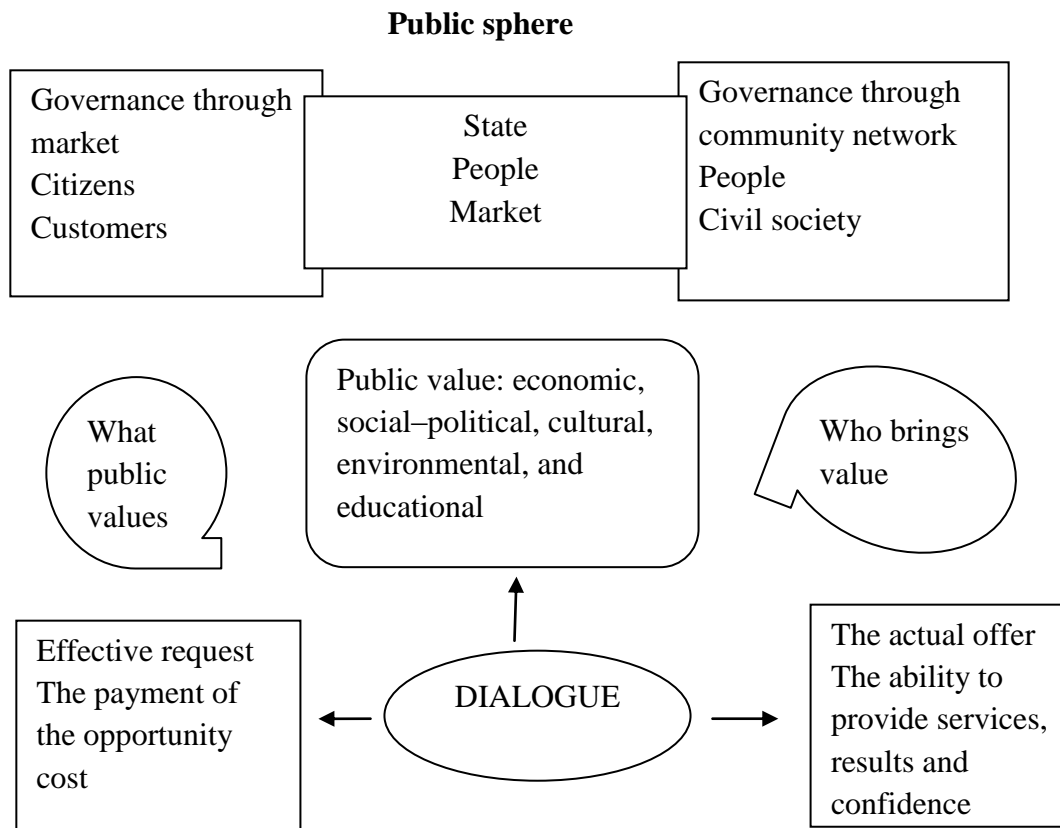 Public sphere
Governance through
market
Citizens
Customers
State
People
Market
Governance through
community network
People
Civil society
What
public
values
Public value: economic,
social–political, cultural,
environmental, and
educational
Who brings
value
Effective request
The payment of
the opportunity
cost
DIALOGUE
The actual offer
The ability to
provide services,
results and
confidence